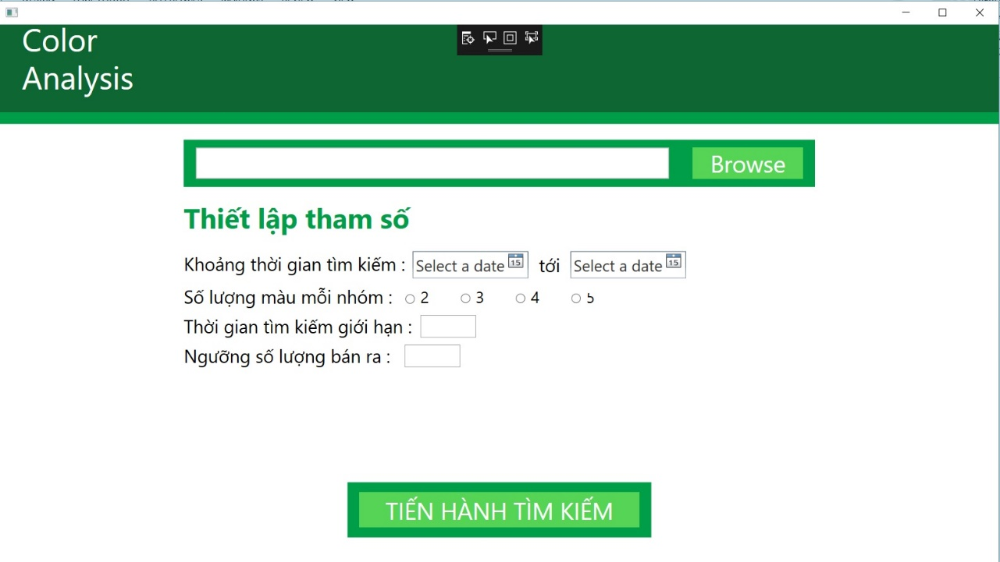 Color
Analysis
Browse
Thiết lập tham số
Khoảng thời gian tìm kiếm : Select a date 15 tới Select a date 15
Số lượng màu mỗi nhóm : 2 3 4 5
Thời gian tìm kiếm giới hạn :
Ngưỡng số lượng bán ra :
TIẾN HÀNH TÌM KIẾM